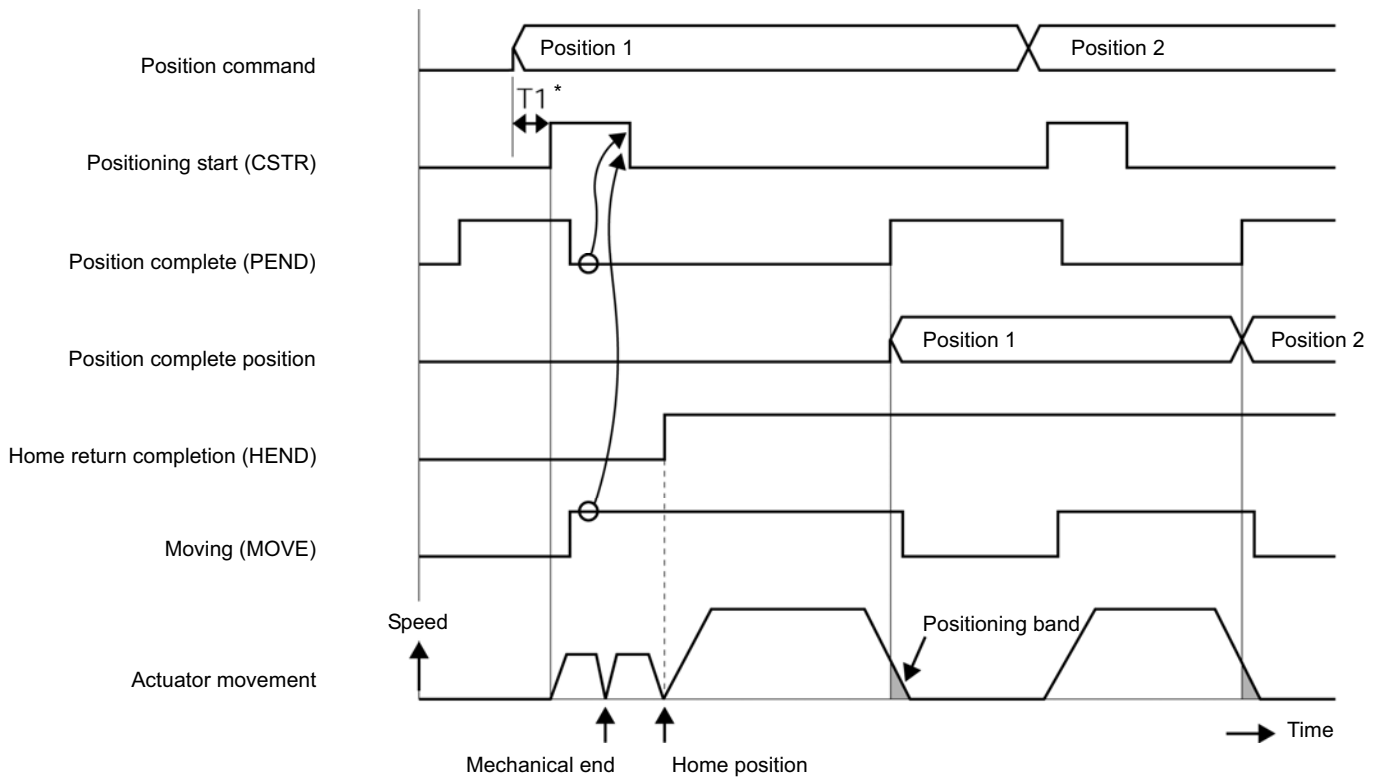 Position command
Position 1
Position 2
T1 *
Positioning start (CSTR)
Position complete (PEND)
Position complete position
Position 1
Position 2
Home return completion (HEND)
Moving (MOVE)
Speed
Positioning band
Actuator movement
Time
Mechanical end
Home position